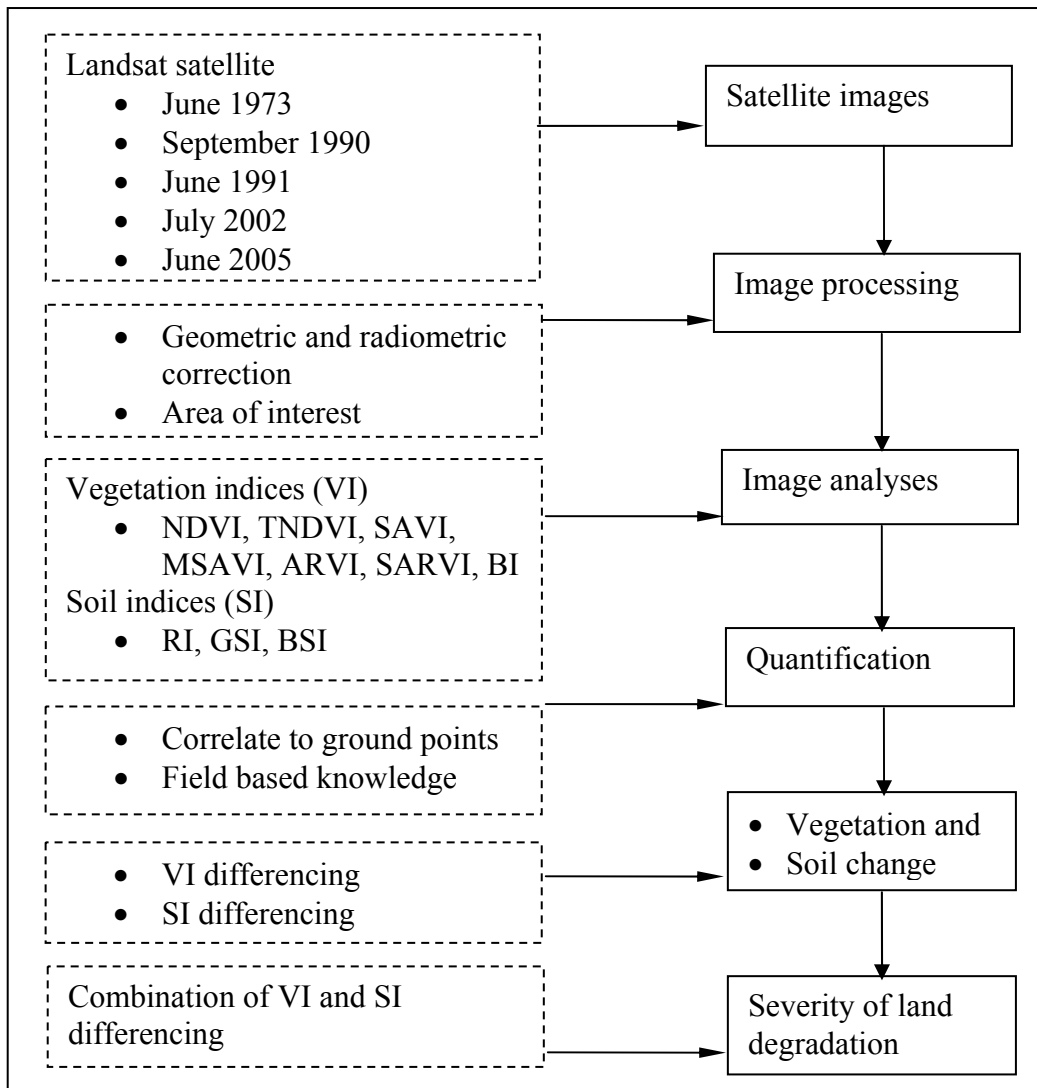 Landsat satellite
• June 1973
• September 1990
• June 1991
• July 2002
• June 2005
Satellite images
• Geometric and radiometric
correction
• Area of interest
Image processing
Vegetation indices (VI)
• NDVI, TNDVI, SAVI,
MSAVI, ARVI, SARVI, BI
Soil indices (SI)
• RI, GSI, BSI
Image analyses
• Correlate to ground points
• Field based knowledge
Quantification
• VI differencing
• SI differencing
• Vegetation and
• Soil change
Combination of VI and SI
differencing
Severity of land
degradation